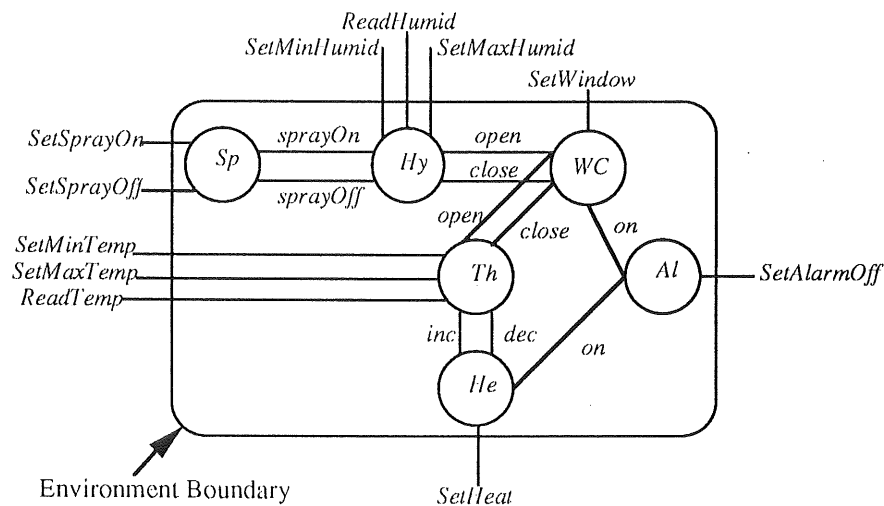 ReadHumid
SetMinHumid
SetMaxHumid
SetWindow
SetSprayOn
sprayOn
open
Sp
Hy
WC
SetSprayOff
sprayOff
close
open
close
on
SetMinTemp
SetMaxTemp
ReadTemp
Th
Al
SetAlarmOff
inc
dec
on
He
Environment Boundary
SetHeat